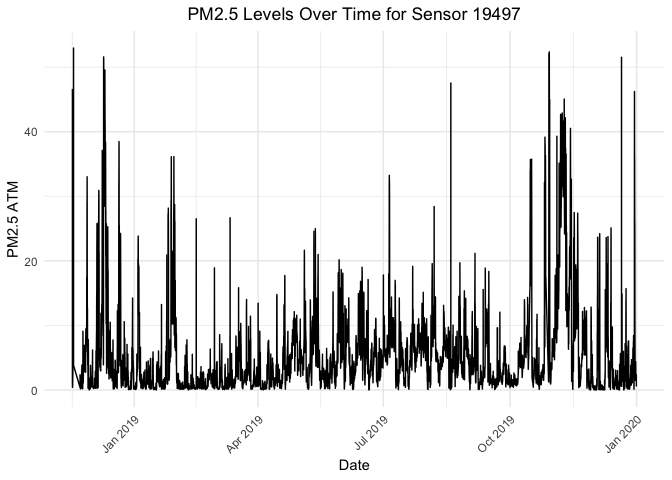 PM2.5 Levels Over Time for Sensor 19497
PM2.5 ATM
40
20
0
Jan 2019
Apr 2019
Jul 2019
Oct 2019
Jan 2020
Date